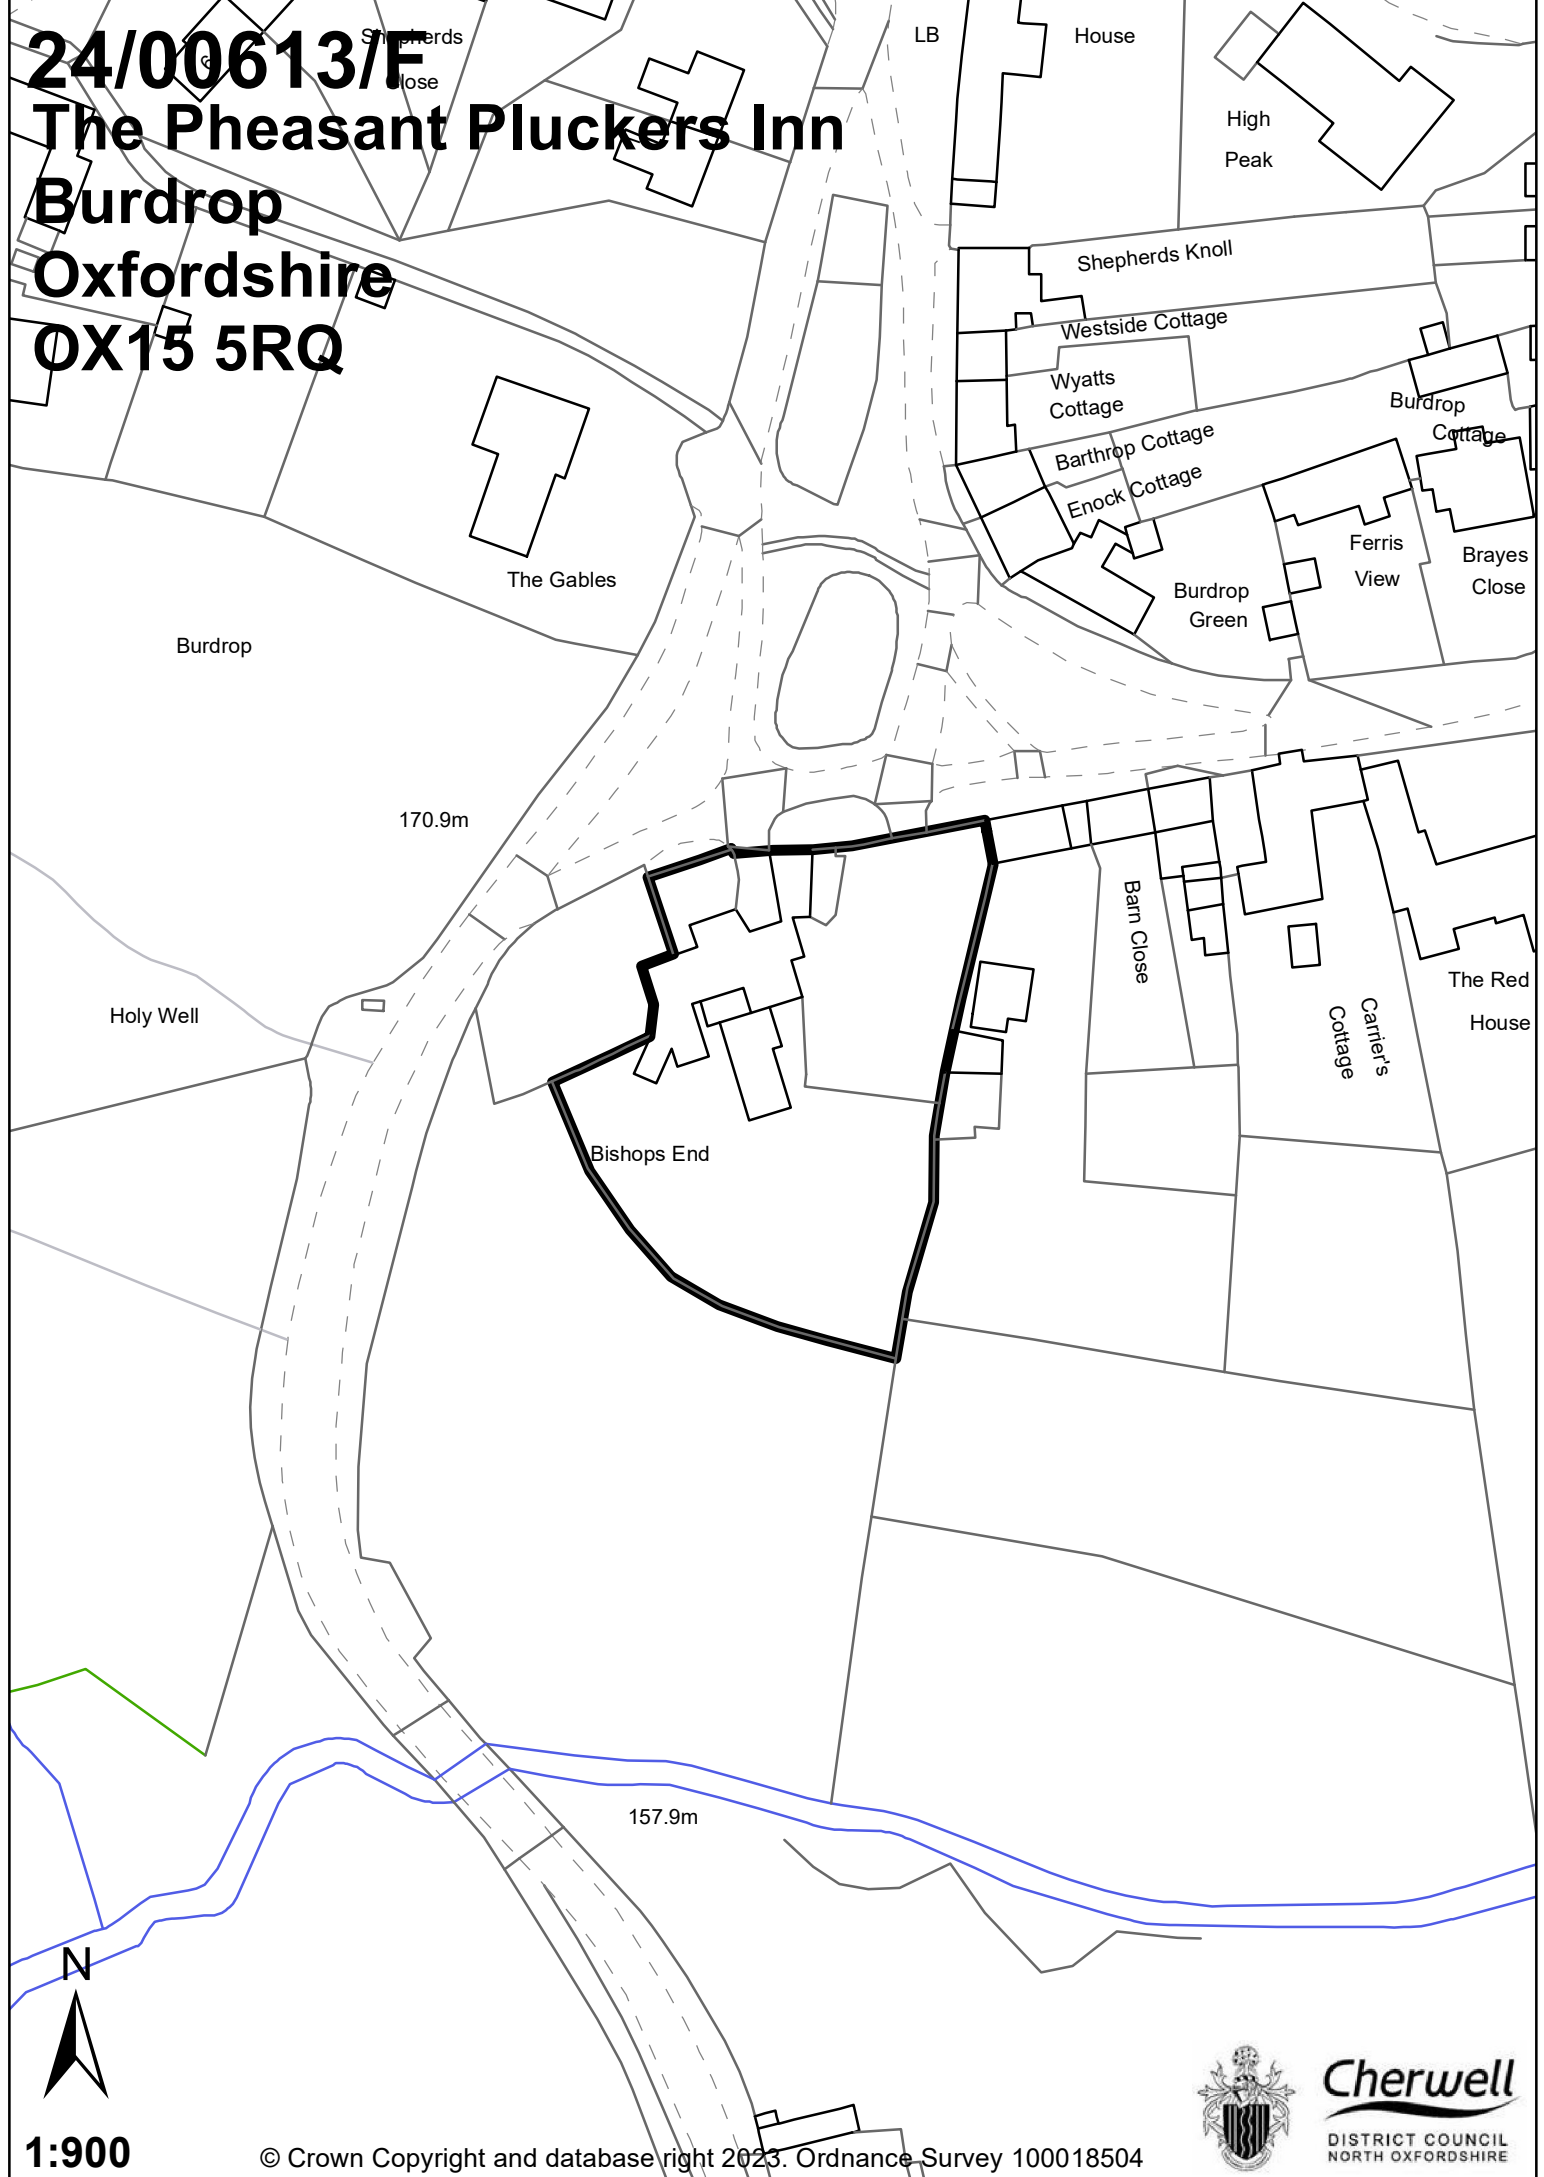 24/00613/F
The Pheasant Pluckers Inn
Burdrop
Oxfordshire
OX15 5RQ
Shepherds
Close
LB
House
High
Peak
Shepherds Knoll
Westside Cottage
Wyatts
Cottage
Barthrop Cottage
Enock Cottage
Burdrop
Cottage
Ferris
View
Brayes
Close
Burdrop
Green
The Gables
Burdrop
170.9m
Holy Well
Barn Close
Carrier's
Cottage
The Red
House
Bishops End
157.9m
N
1:900
© Crown Copyright and database right 2023. Ordnance Survey 100018504
Cherwell
DISTRICT COUNCIL
NORTH OXFORDSHIRE